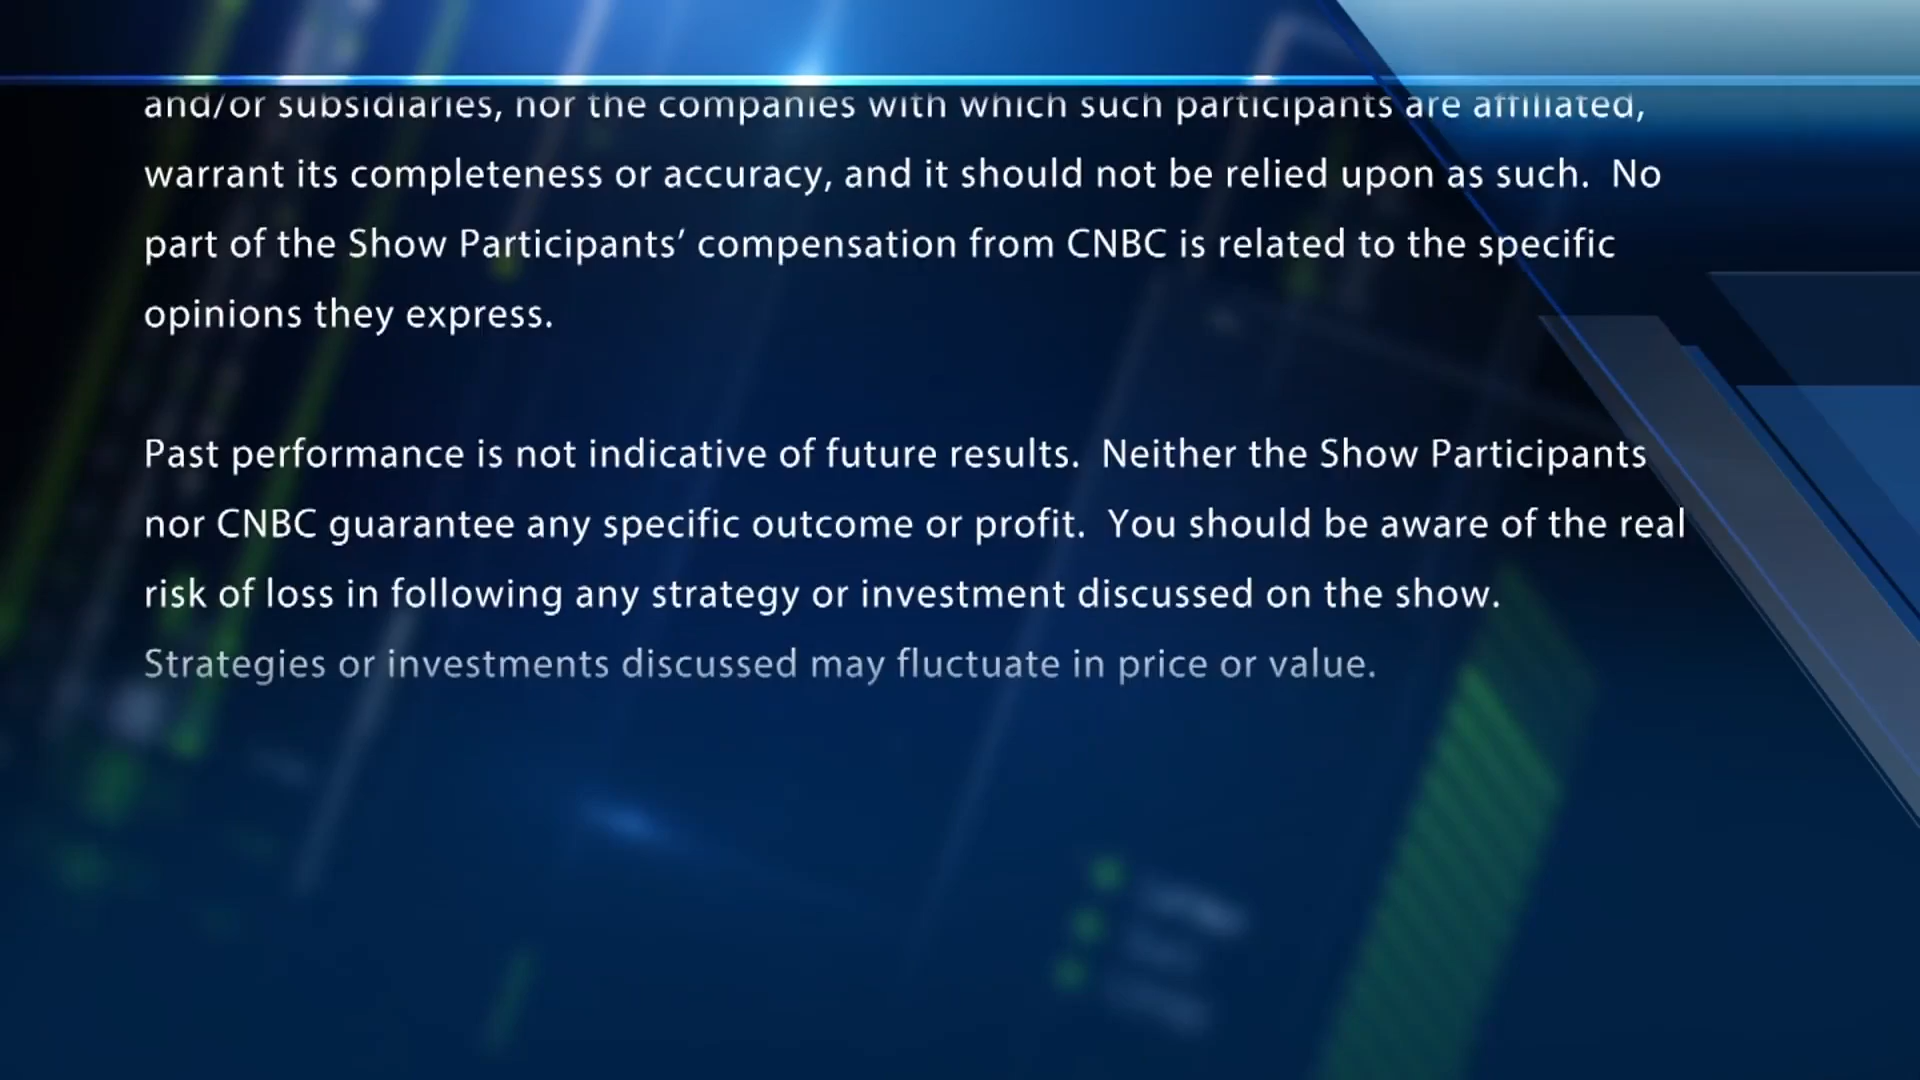 and/or subsidiaries, nor the companies with which such participants are affiliated,
warrant its completeness or accuracy, and it should not be relied upon as such.  No
part of the Show Participants’ compensation from CNBC is related to the specific
opinions they express.
Past performance is not indicative of future results.  Neither the Show Participants
nor CNBC guarantee any specific outcome or profit.  You should be aware of the real
risk of loss in following any strategy or investment discussed on the show.
Strategies or investments discussed may fluctuate in price or value.